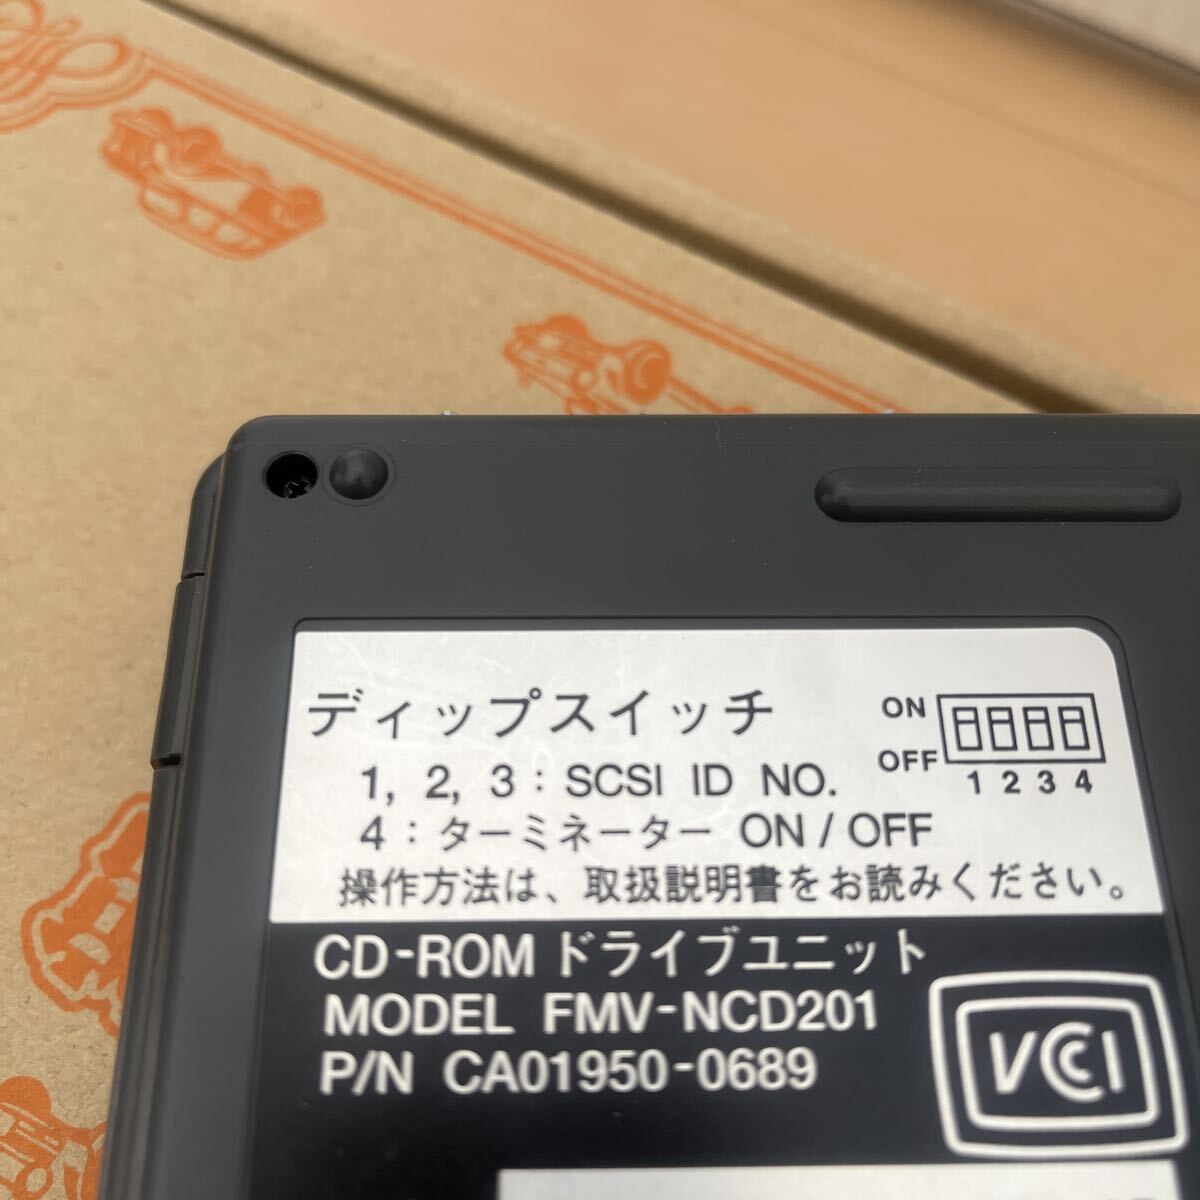 ディップスイッチ
ON
OFF
1 2 3 4
1, 2, 3 : SCSI ID NO.
4 : ターミネーター ON / OFF
操作方法は、取扱説明書をお読みください。
CD-ROM ドライブユニット
MODEL FMV-NCD201
P/N CA01950-0689
VCCI